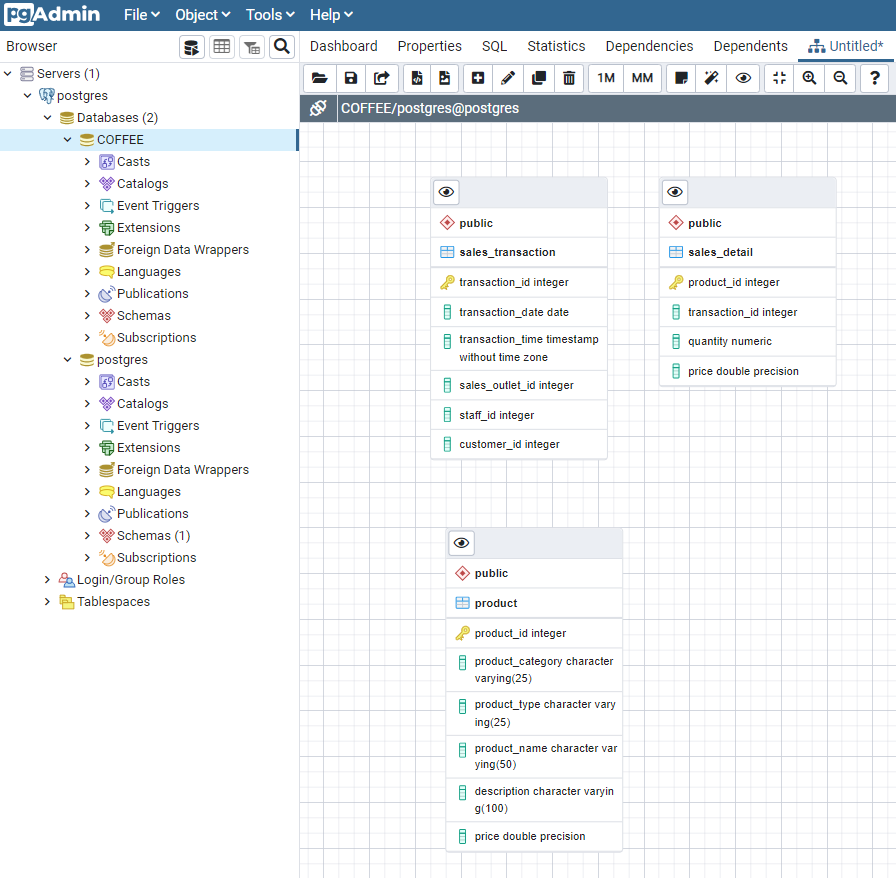 pgAdmin File Object Tools Help
Browser
Dashboard Properties SQL Statistics Dependencies Dependents Untitled*
1M MM ?
COFFEE/postgres@postgres
Servers (1)
postgres
Databases (2)
COFFEE
Casts
Catalogs
Event Triggers
Extensions
Foreign Data Wrappers
Languages
Publications
Schemas
Subscriptions
postgres
Casts
Catalogs
Event Triggers
Extensions
Foreign Data Wrappers
Languages
Publications
Schemas (1)
Subscriptions
Login/Group Roles
Tablespaces
public
sales_transaction
transaction_id integer
transaction_date date
transaction_time timestamp
without time zone
sales_outlet_id integer
staff_id integer
customer_id integer
public
sales_detail
product_id integer
transaction_id integer
quantity numeric
price double precision
public
product
product_id integer
product_category character
varying(25)
product_type character vary
ing(25)
product_name character var
ying(50)
description character varyin
g(100)
price double precision